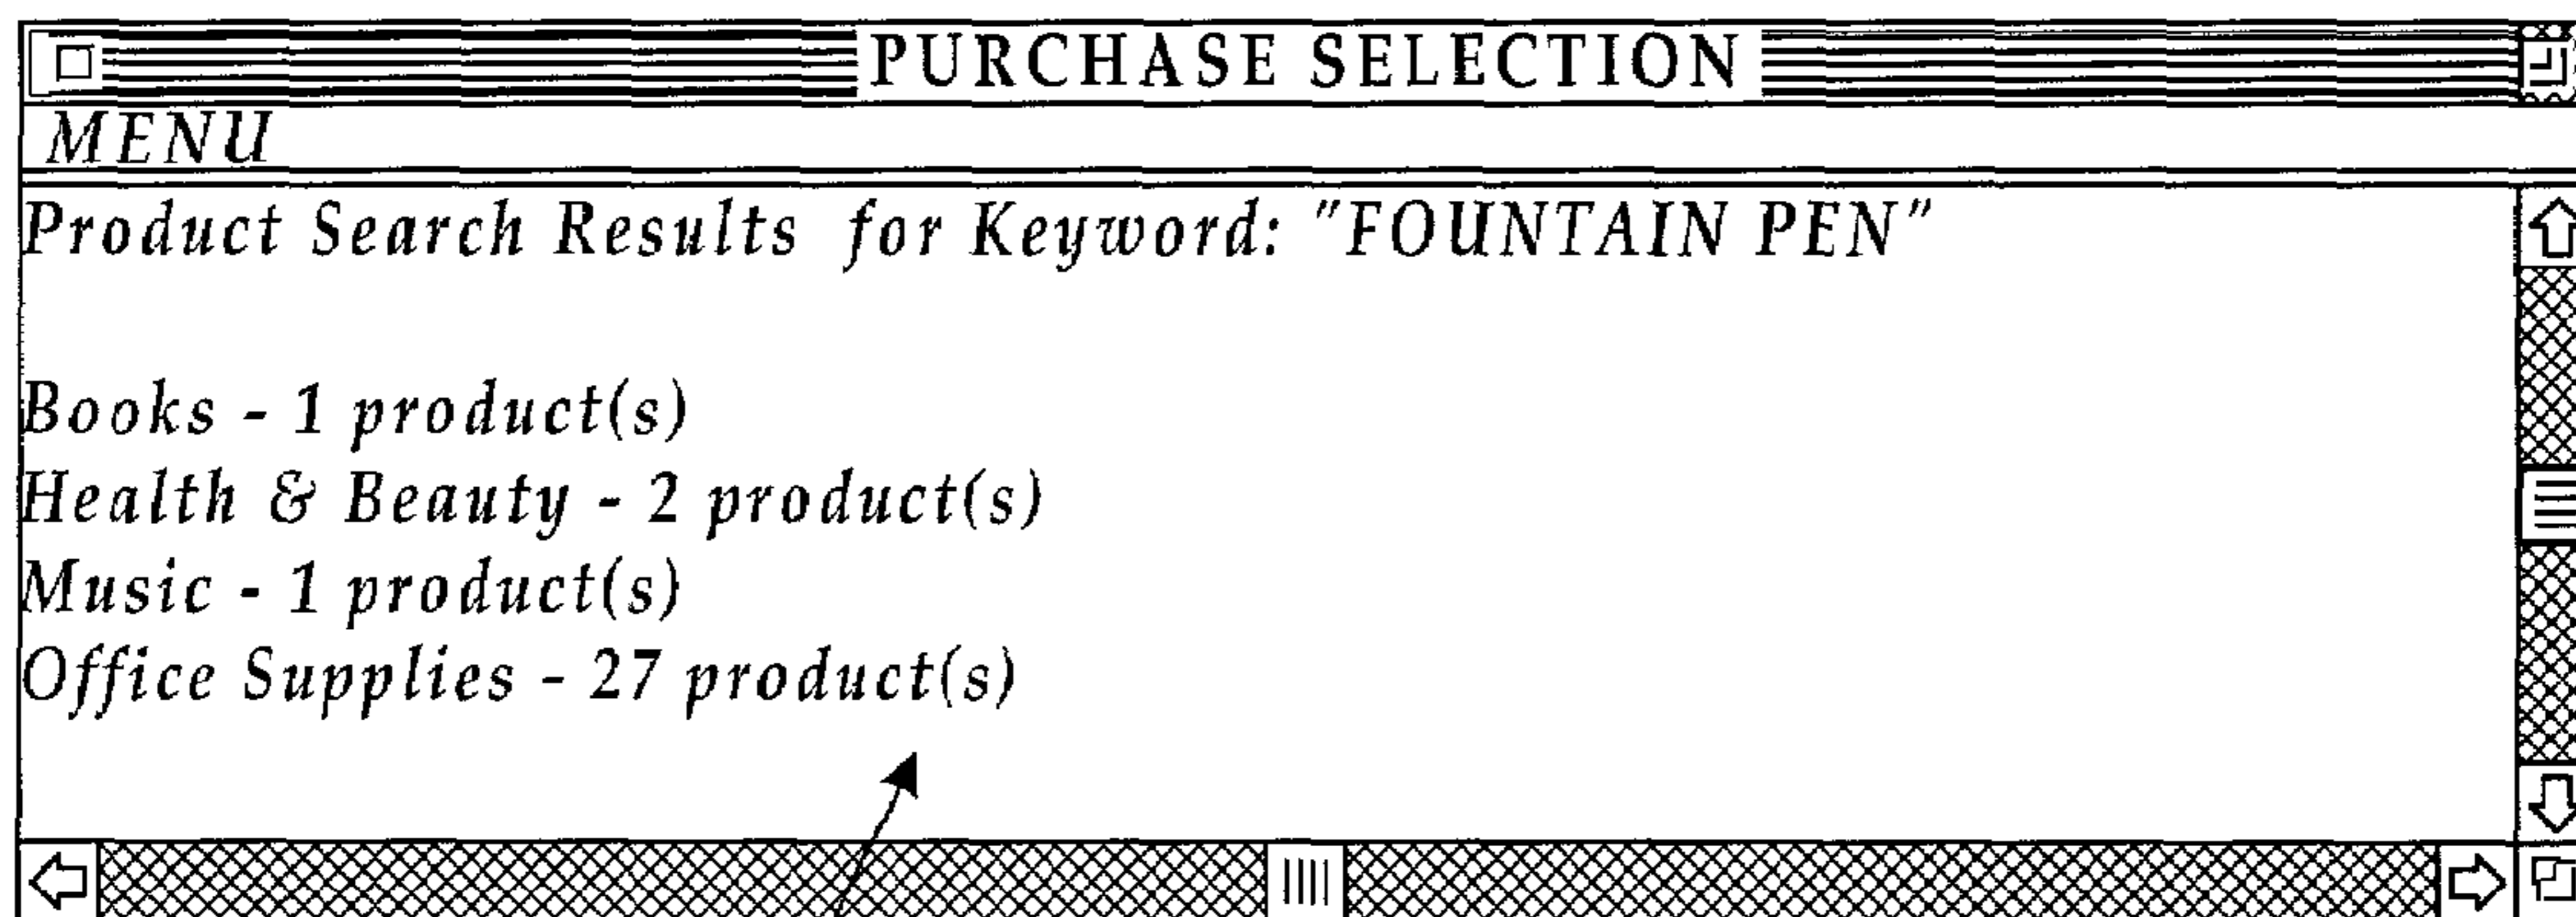 PURCHASE SELECTION
MENU
Product Search Results for Keyword: "FOUNTAIN PEN"
Books - 1 product(s)
Health & Beauty - 2 product(s)
Music - 1 product(s)
Office Supplies - 27 product(s)